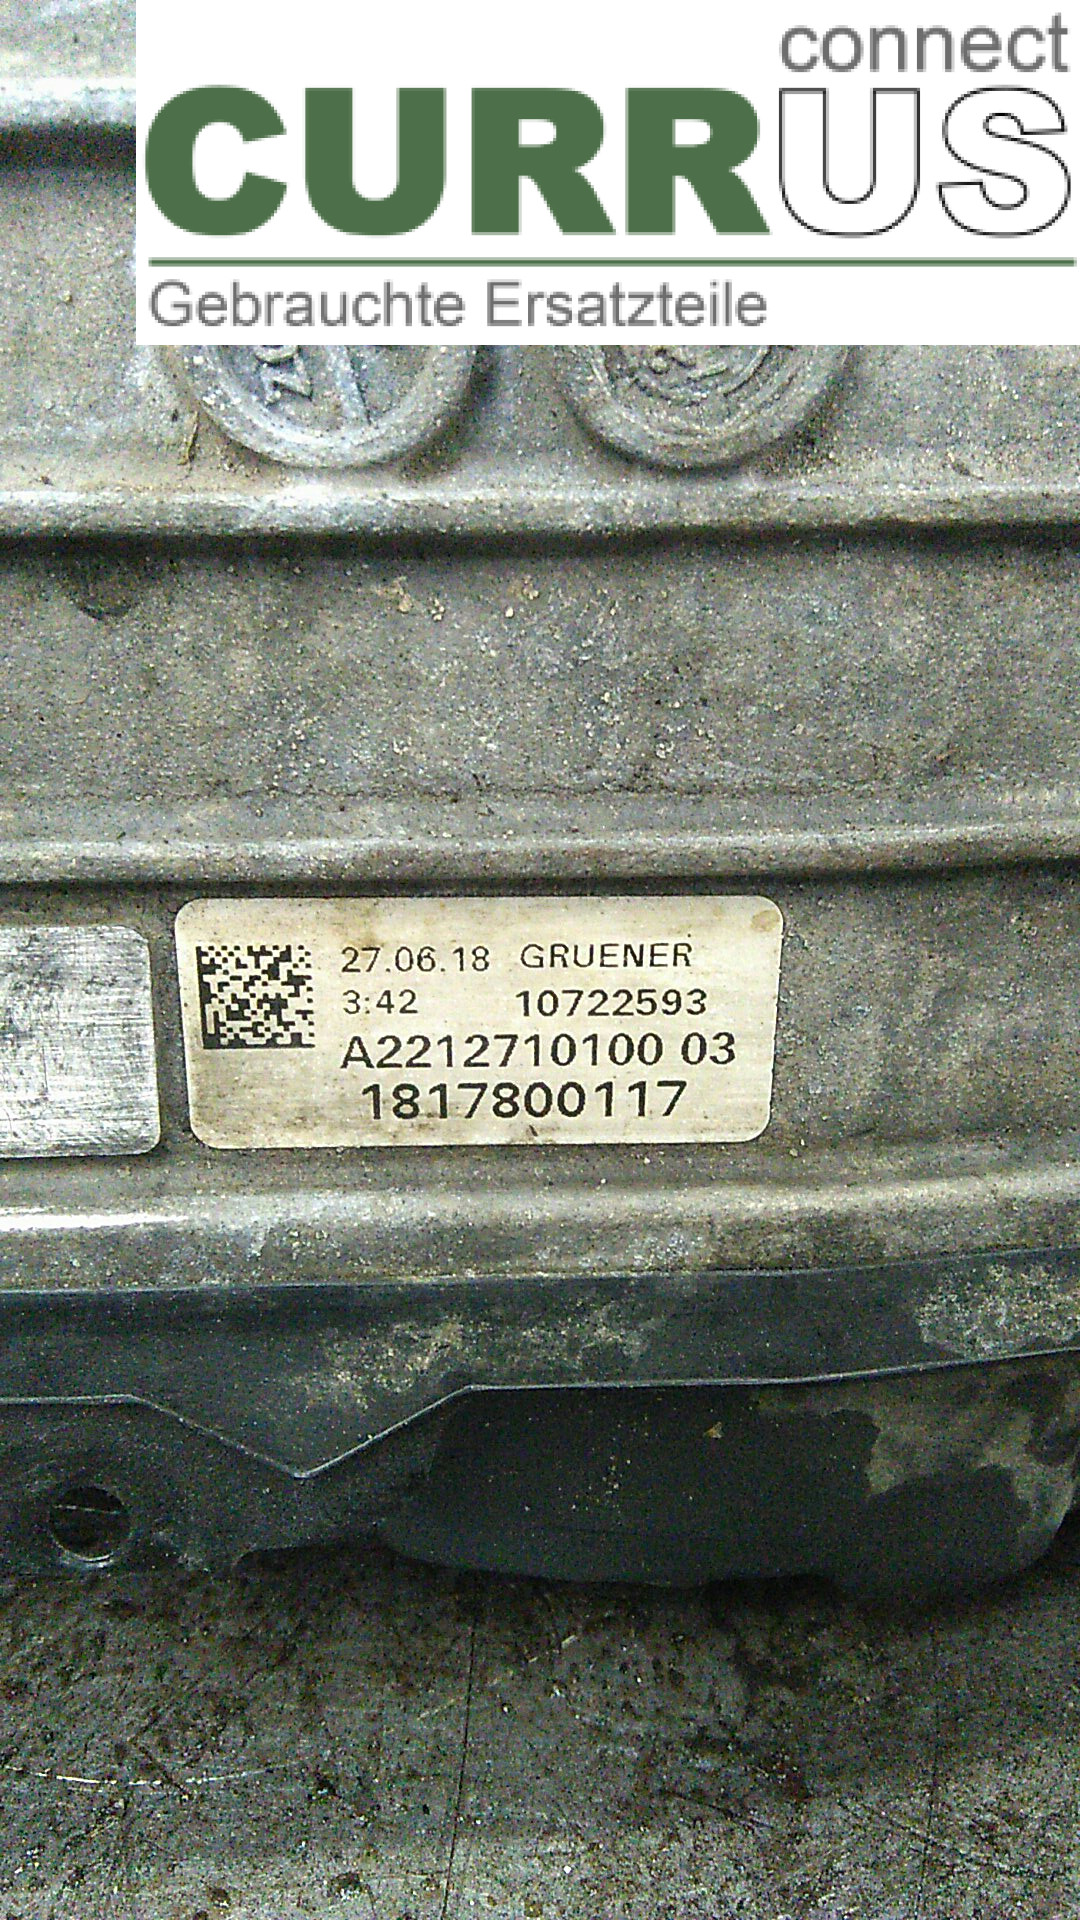 connect
CURRUS
Gebrauchte Ersatzteile
27.06.18 GRUENER
3:42 10722593
A2212710100 03
1817800117